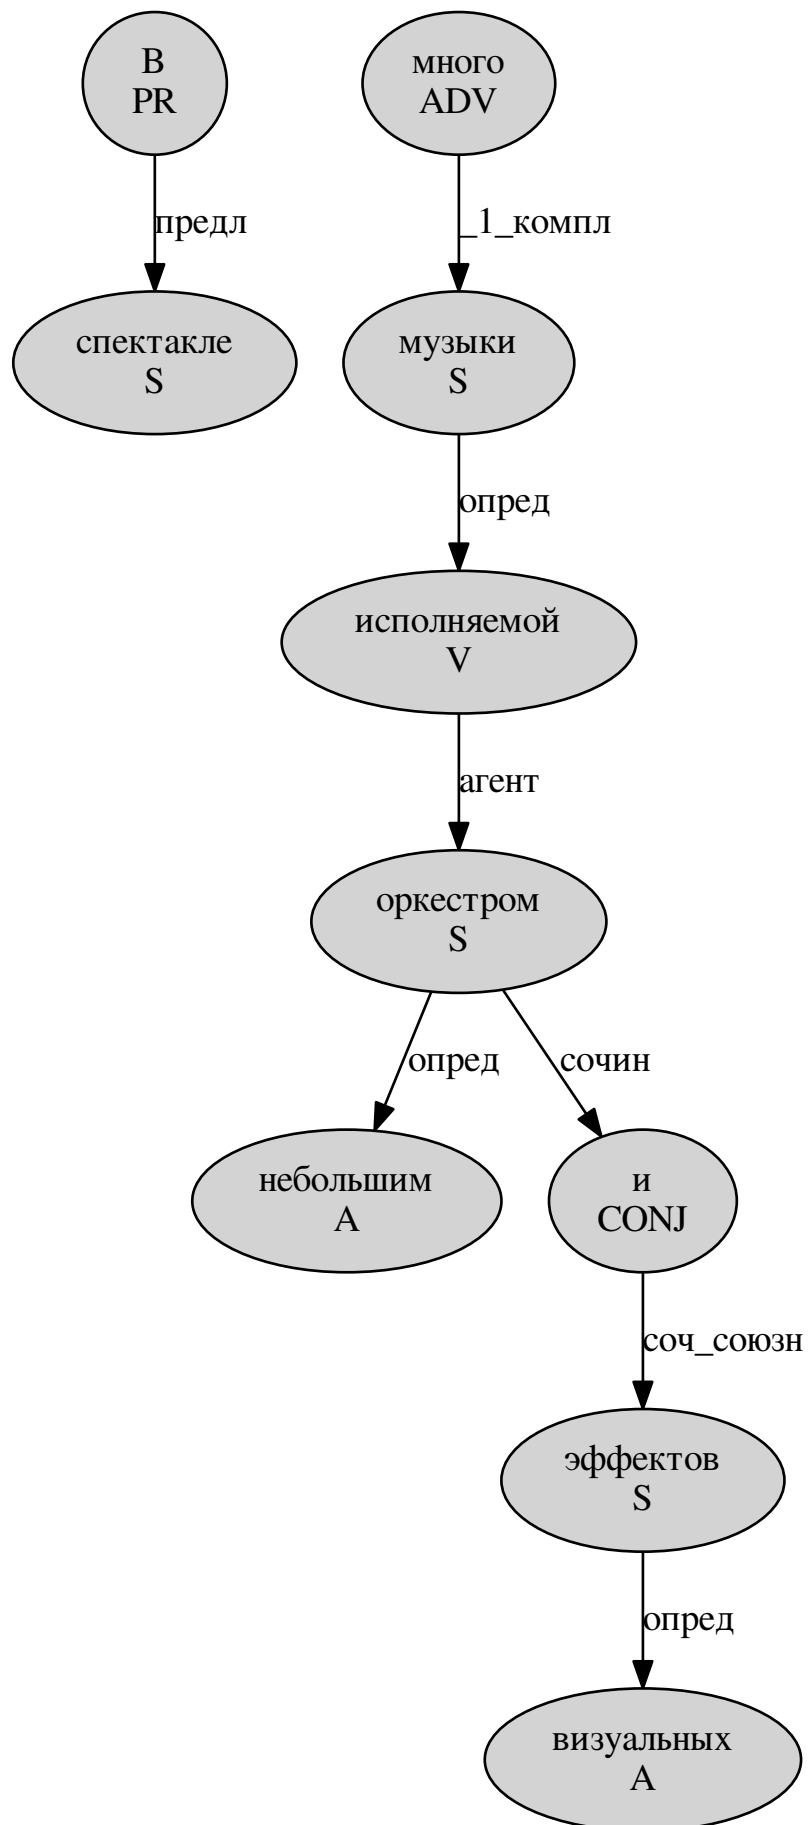 В
PR
много
ADV
предл
_1_компл
спектакле
S
музыки
S
опред
исполняемой
V
агент
оркестром
S
опред
сочин
небольшим
A
и
CONJ
соч_союзн
эффектов
S
опред
визуальных
A